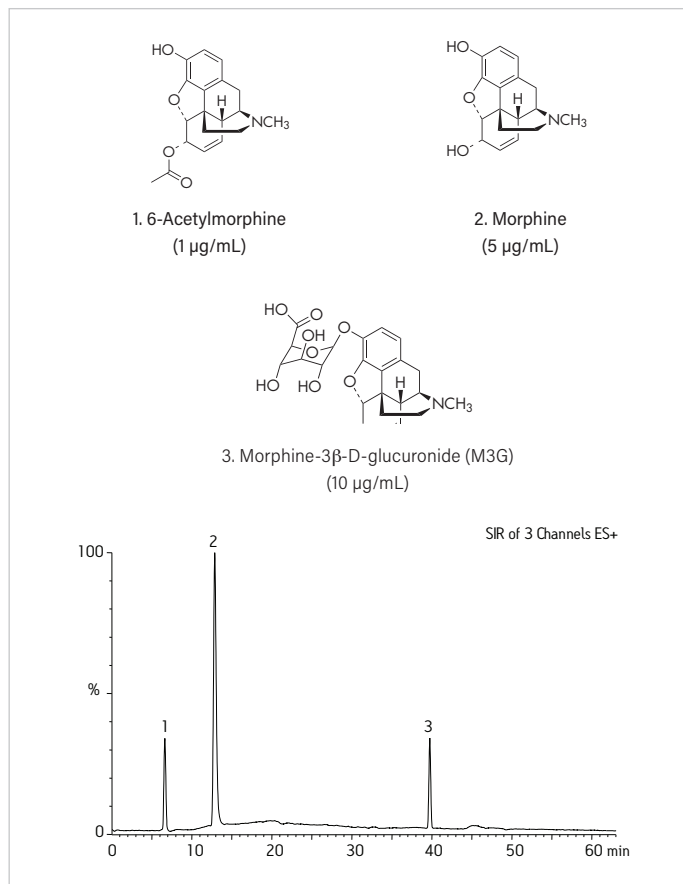 HO
O
H
NCH3
O
O
1. 6-Acetylmorphine
(1 µg/mL)
HO
O
H
NCH3
HO
2. Morphine
(5 µg/mL)
HO
O
O
OH
O
HO
HO
O
H
NCH3
3. Morphine-3β-D-glucuronide (M3G)
(10 µg/mL)
SIR of 3 Channels ES+
100
%
0
1
2
3
0 10 20 30 40 50 60 min